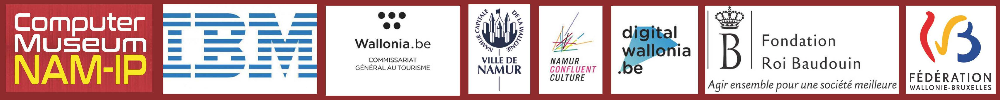 Computer
Museum
NAM-IP
IBM
Wallonia.be
COMMISSARIAT
GÉNÉRAL AU TOURISME
NAMUR CAPITALE DE LA WALLONIE
VILLE DE
NAMUR
NAMUR
CONFLUENT
CULTURE
digital
wallonia
.be
B
Fondation
Roi Baudouin
Agir ensemble pour une société meilleure
FÉDÉRATION
WALLONIE-BRUXELLES